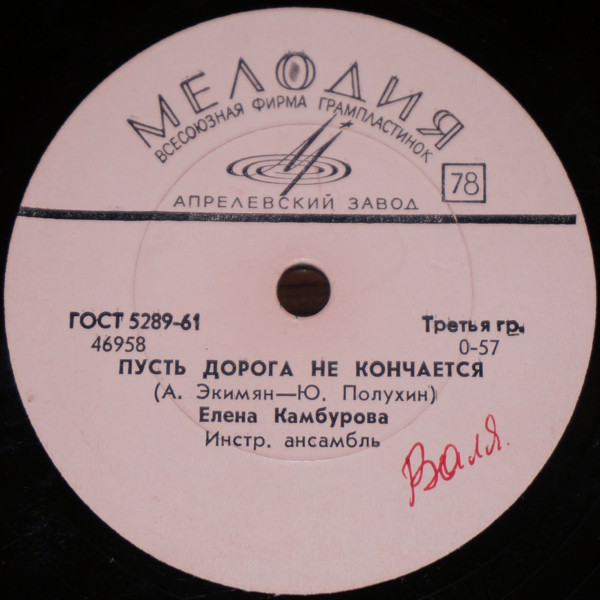 МЕЛОДИЯ
ВСЕСОЮЗНАЯ ФИРМА ГРАМПЛАСТИНОК
АПРЕЛЕВСКИЙ ЗАВОД
78
ГОСТ 5289-61
Третья гр.
46958
0-57
ПУСТЬ ДОРОГА НЕ КОНЧАЕТСЯ
(А. Экимян—Ю. Полухин)
Елена Камбурова
Инстр. ансамбль
Валя.